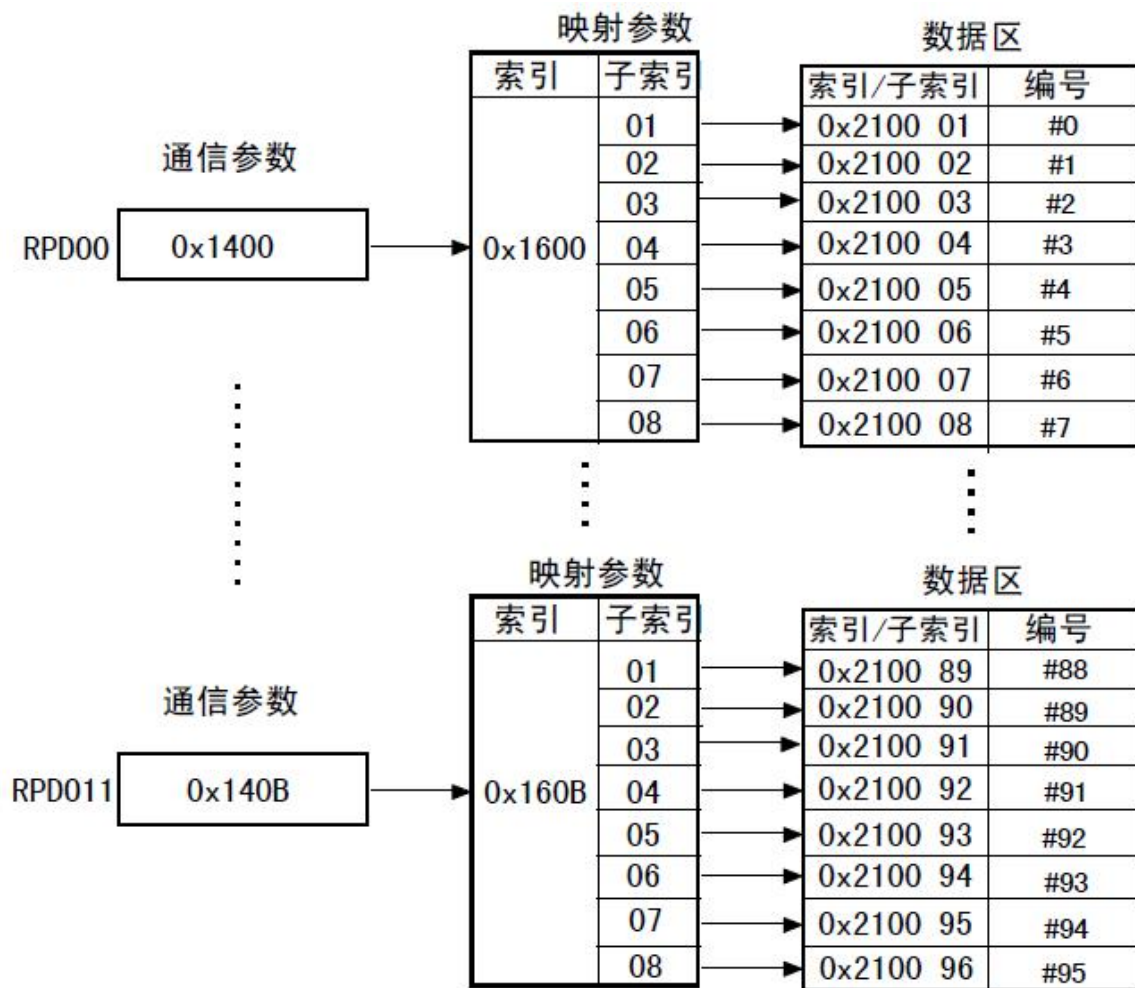 映射参数
数据区
索引 子索引
索引/子索引 编号
通信参数
RPDO0 0x1400
0x1600
01 0x2100 01 #0
02 0x2100 02 #1
03 0x2100 03 #2
04 0x2100 04 #3
05 0x2100 05 #4
06 0x2100 06 #5
07 0x2100 07 #6
08 0x2100 08 #7
映射参数
数据区
索引 子索引
索引/子索引 编号
通信参数
RPDO11 0x140B
0x160B
01 0x2100 89 #88
02 0x2100 90 #89
03 0x2100 91 #90
04 0x2100 92 #91
05 0x2100 93 #92
06 0x2100 94 #93
07 0x2100 95 #94
08 0x2100 96 #95